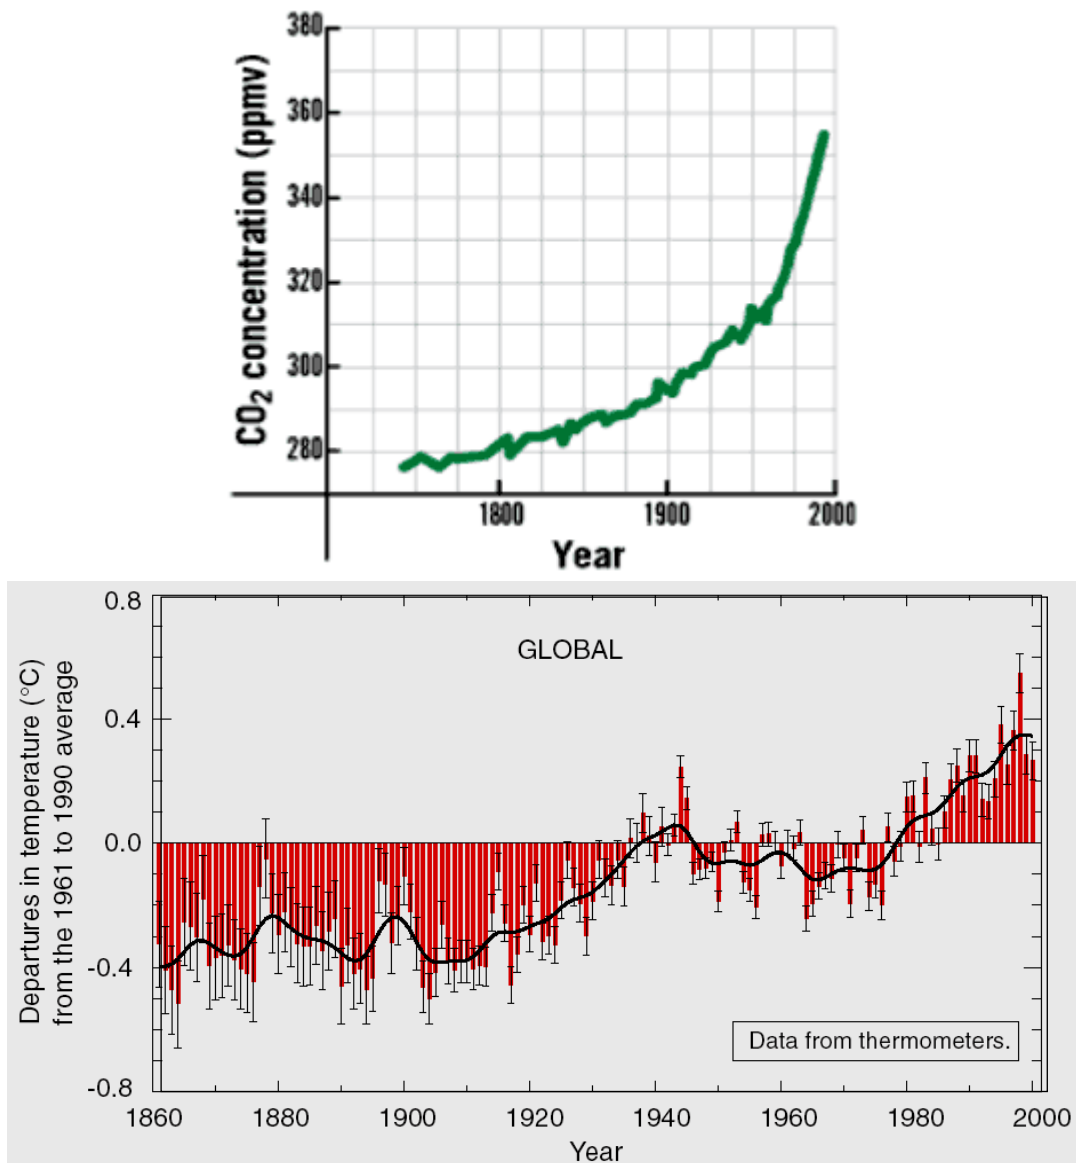 380
360
340
320
300
280
CO₂ concentration (ppmv)
1800 1900 2000
Year
0.8
0.4
0.0
-0.4
-0.8
Departures in temperature (°C)
from the 1961 to 1990 average
GLOBAL
Data from thermometers.
1860 1880 1900 1920 1940 1960 1980 2000
Year